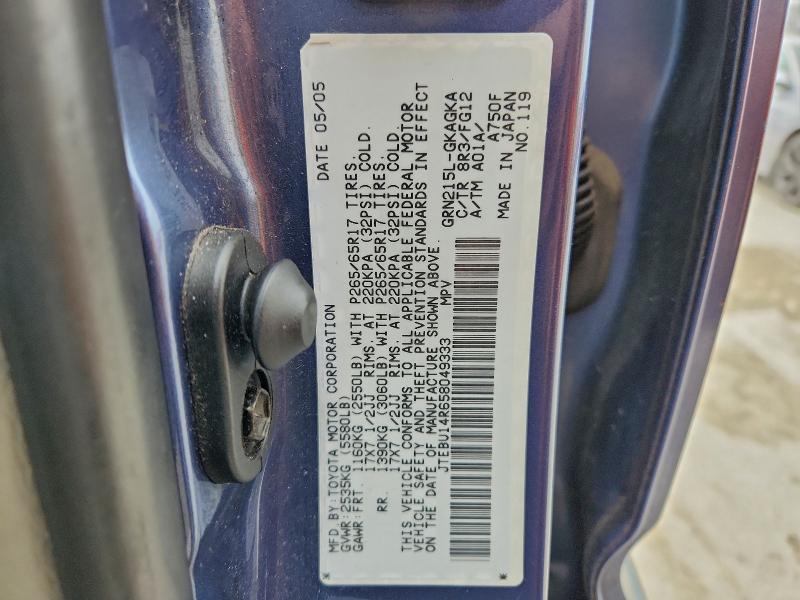 MFD. BY: TOYOTA MOTOR CORPORATION DATE 05/05
GVWR: 2535KG (5580LB)
GAWR: FRT. 1160KG (2550LB) WITH P265/65R17 TIRES.
17X7 1/2JJ RIMS. AT 220KPA (32PSI) COLD.
RR. 1390KG (3060LB) WITH P265/65R17 TIRES.
17X7 1/2JJ RIMS. AT 220KPA (32PSI) COLD.
THIS VEHICLE CONFORMS TO ALL APPLICABLE FEDERAL MOTOR
VEHICLE SAFETY AND THEFT PREVENTION STANDARDS IN EFFECT
ON THE DATE OF MANUFACTURE SHOWN ABOVE.
JTEBU14R658049333 MPV GRN215L-GKAGKA
C/TR 8R3/FG12
A/TM A01A/ A750F
MADE IN JAPAN
NO.119